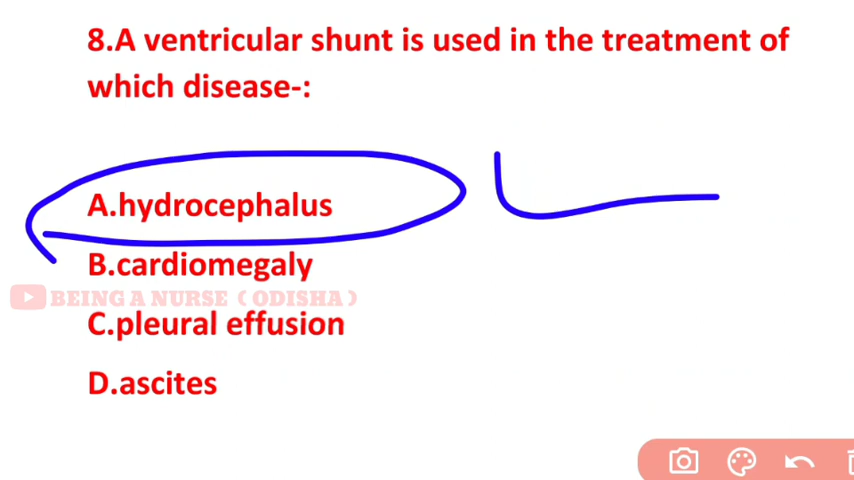 8.A ventricular shunt is used in the treatment of
which disease-:
A.hydrocephalus
B.cardiomegaly
BEING A NURSE ( ODISHA )
C.pleural effusion
D.ascites